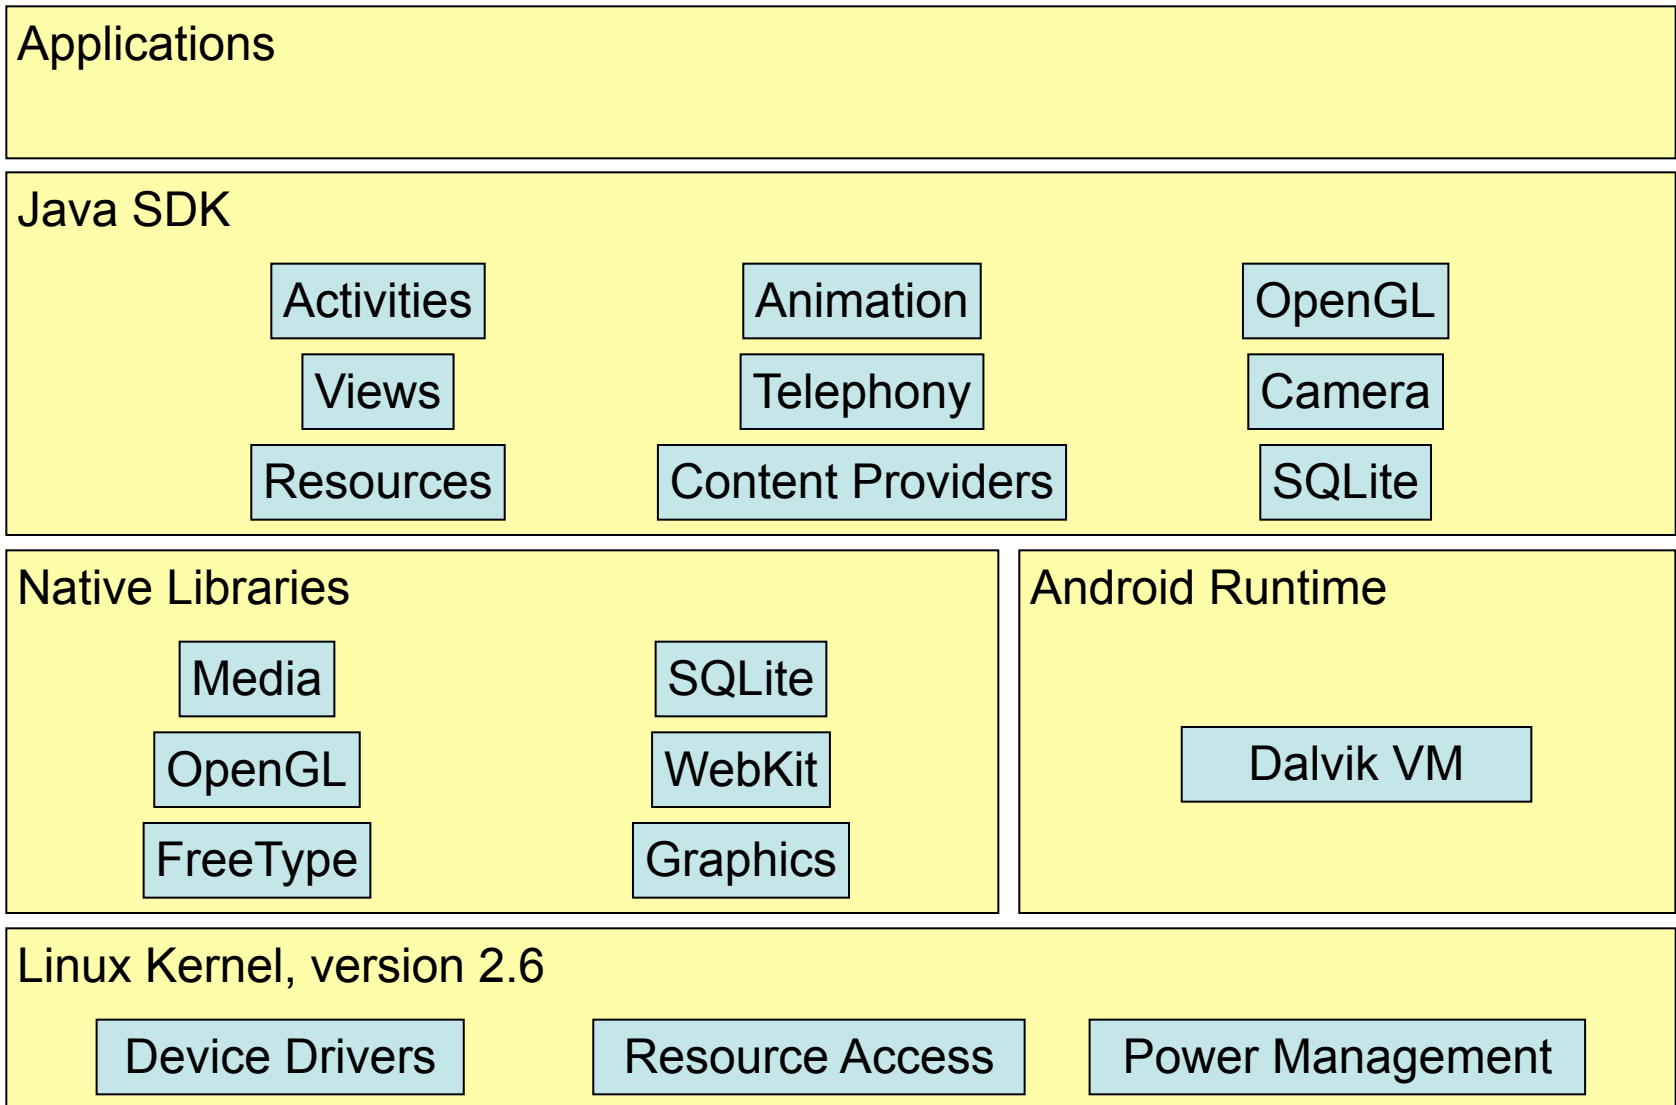 Applications
Java SDK
Activities Animation OpenGL
Views Telephony Camera
Resources Content Providers SQLite
Native Libraries
Media SQLite
OpenGL WebKit
FreeType Graphics
Android Runtime
Dalvik VM
Linux Kernel, version 2.6
Device Drivers Resource Access Power Management